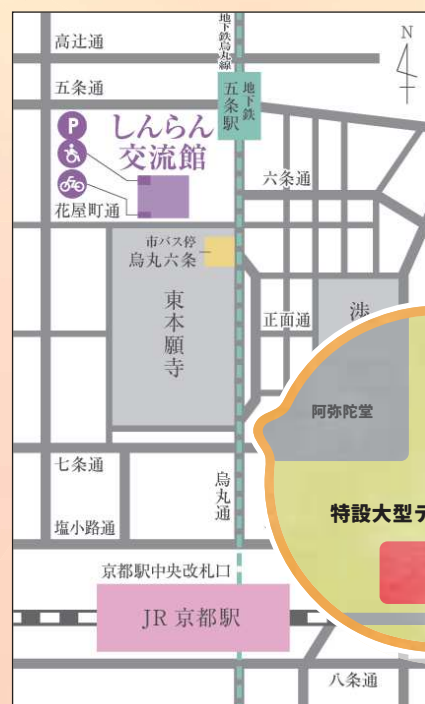 高辻通
地下鉄烏丸線
N
五条通
地下鉄
五条駅
P
しんらん
交流館
六条通
花屋町通
市バス停
烏丸六条
東本願寺
正面通
渉
阿弥陀堂
七条通
烏丸通
特設大型テ
塩小路通
京都駅中央改札口
JR 京都駅
八条通